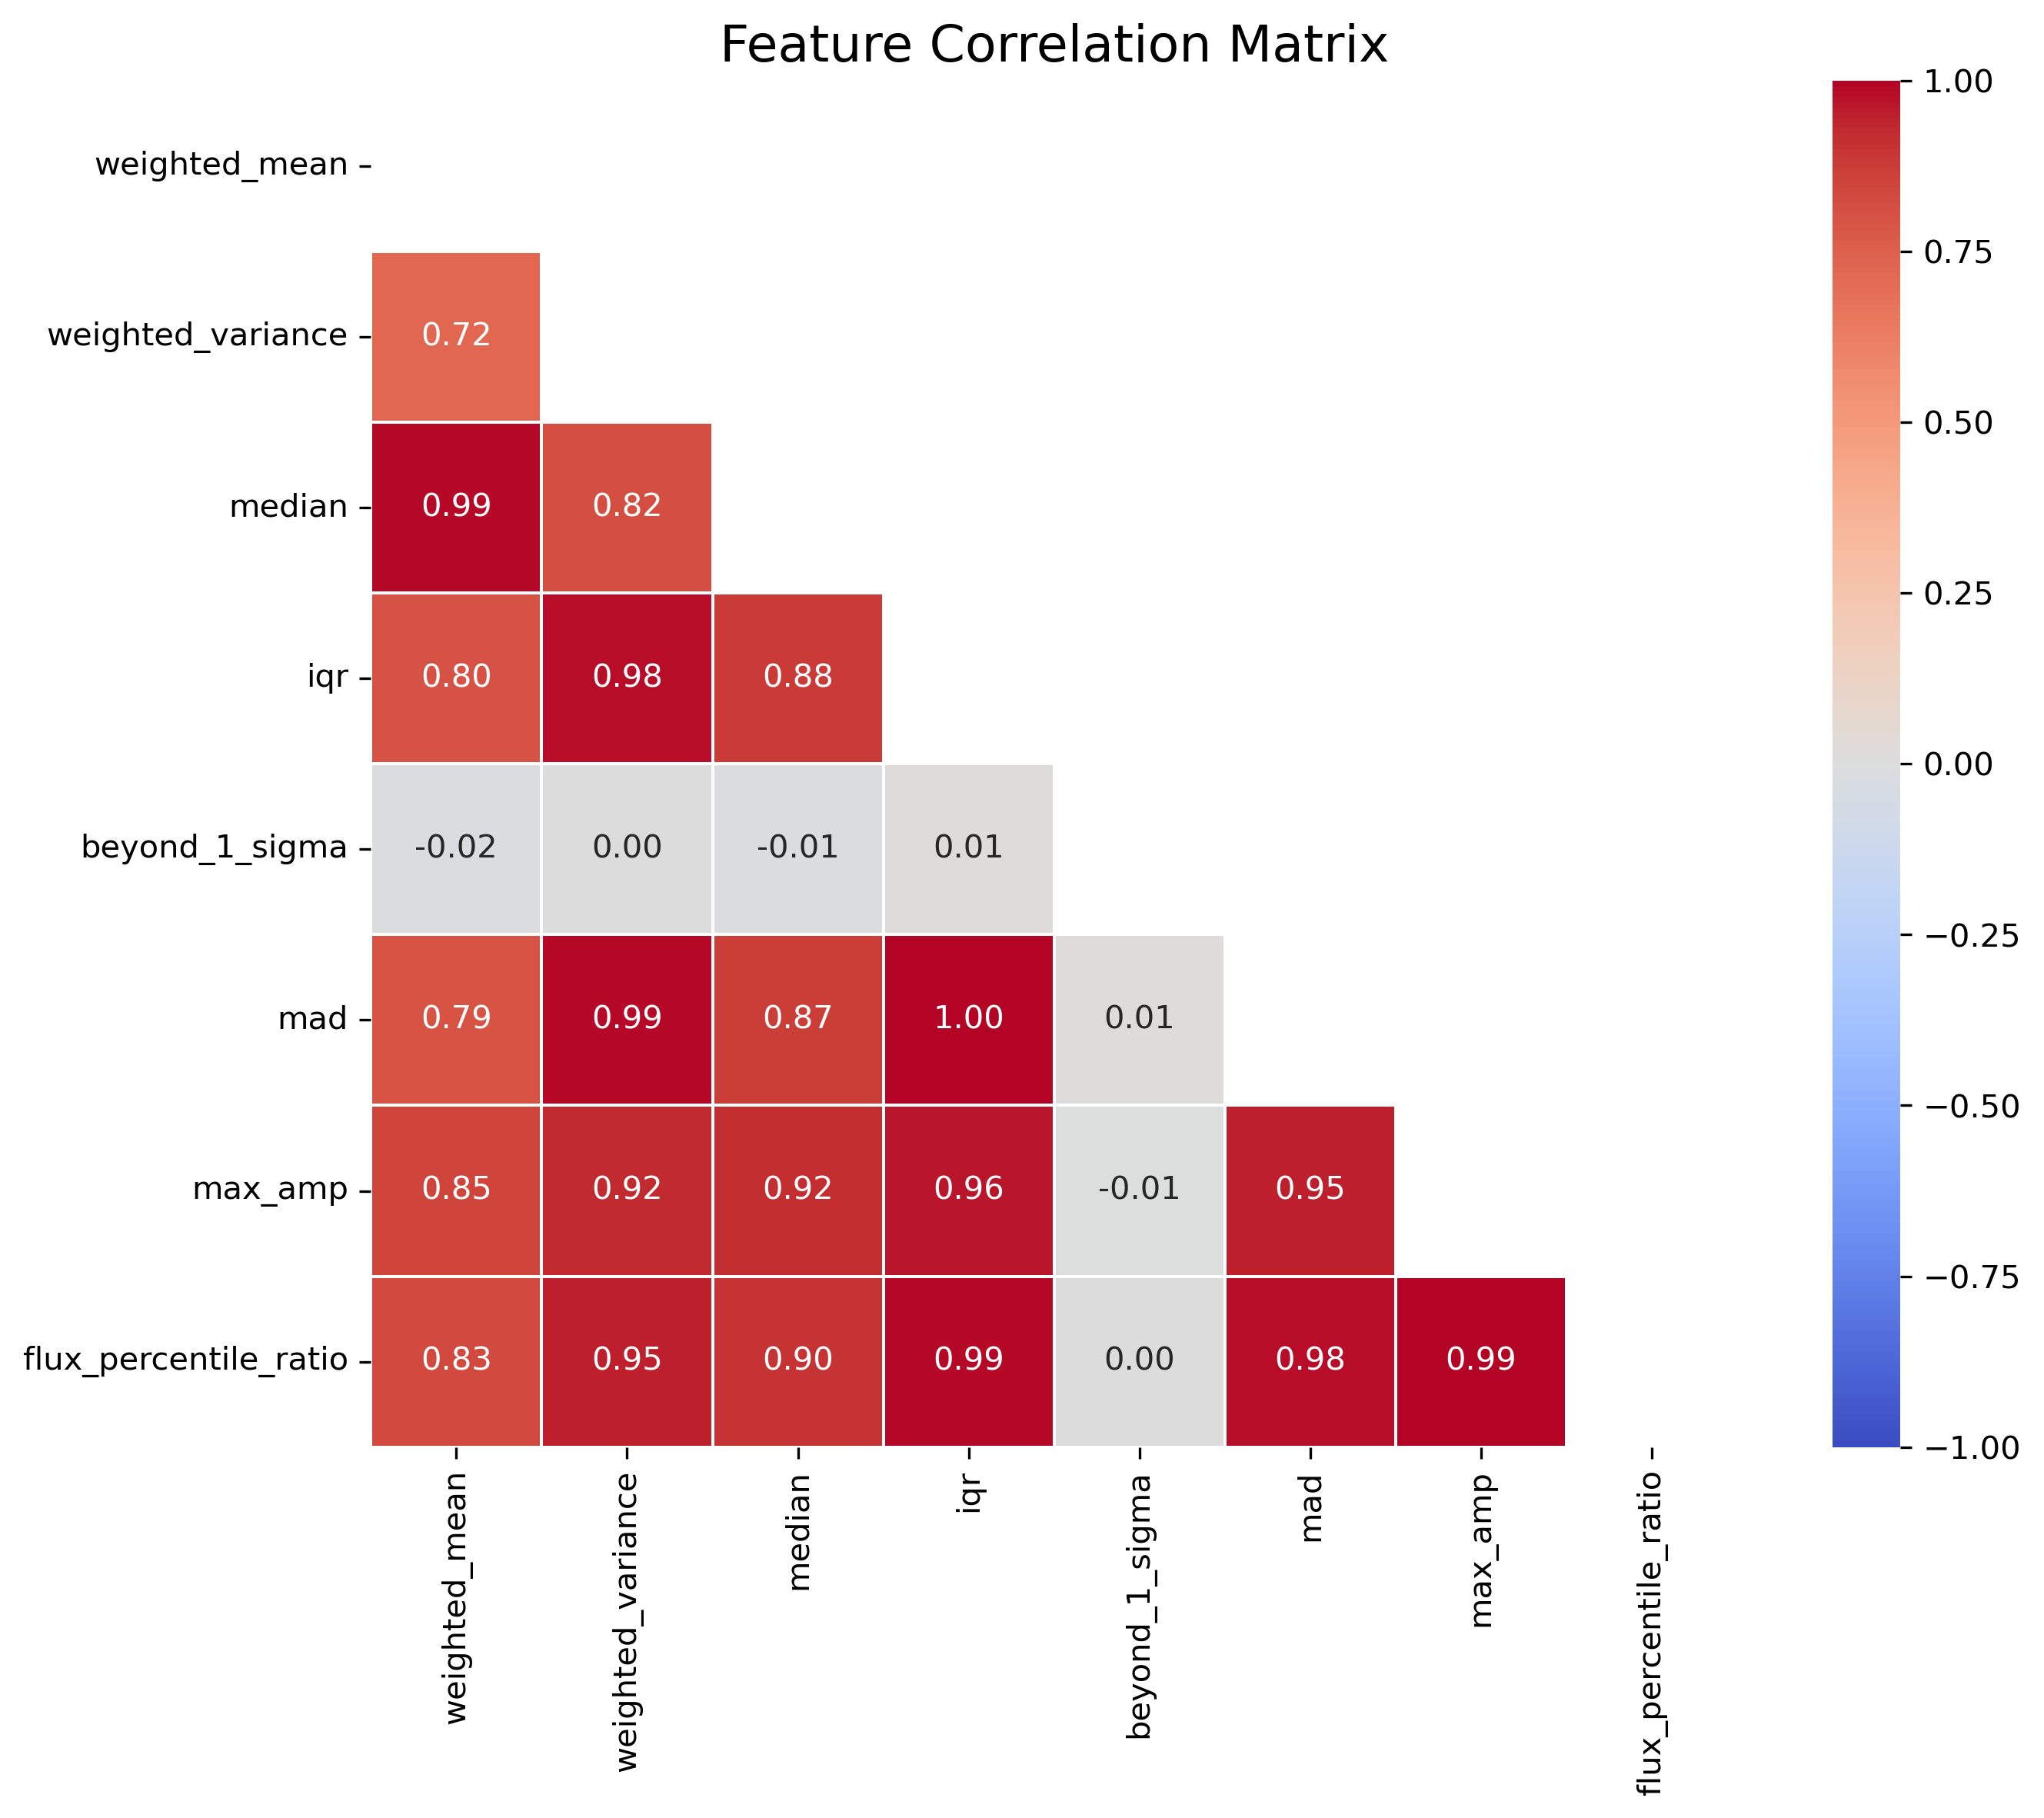 Feature Correlation Matrix
weighted_mean
weighted_variance 0.72
median 0.99 0.82
iqr 0.80 0.98 0.88
beyond_1_sigma -0.02 0.00 -0.01 0.01
mad 0.79 0.99 0.87 1.00 0.01
max_amp 0.85 0.92 0.92 0.96 -0.01 0.95
flux_percentile_ratio 0.83 0.95 0.90 0.99 0.00 0.98 0.99
weighted_mean
weighted_variance
median
iqr
beyond_1_sigma
mad
max_amp
flux_percentile_ratio
1.00
0.75
0.50
0.25
0.00
−0.25
−0.50
−0.75
−1.00